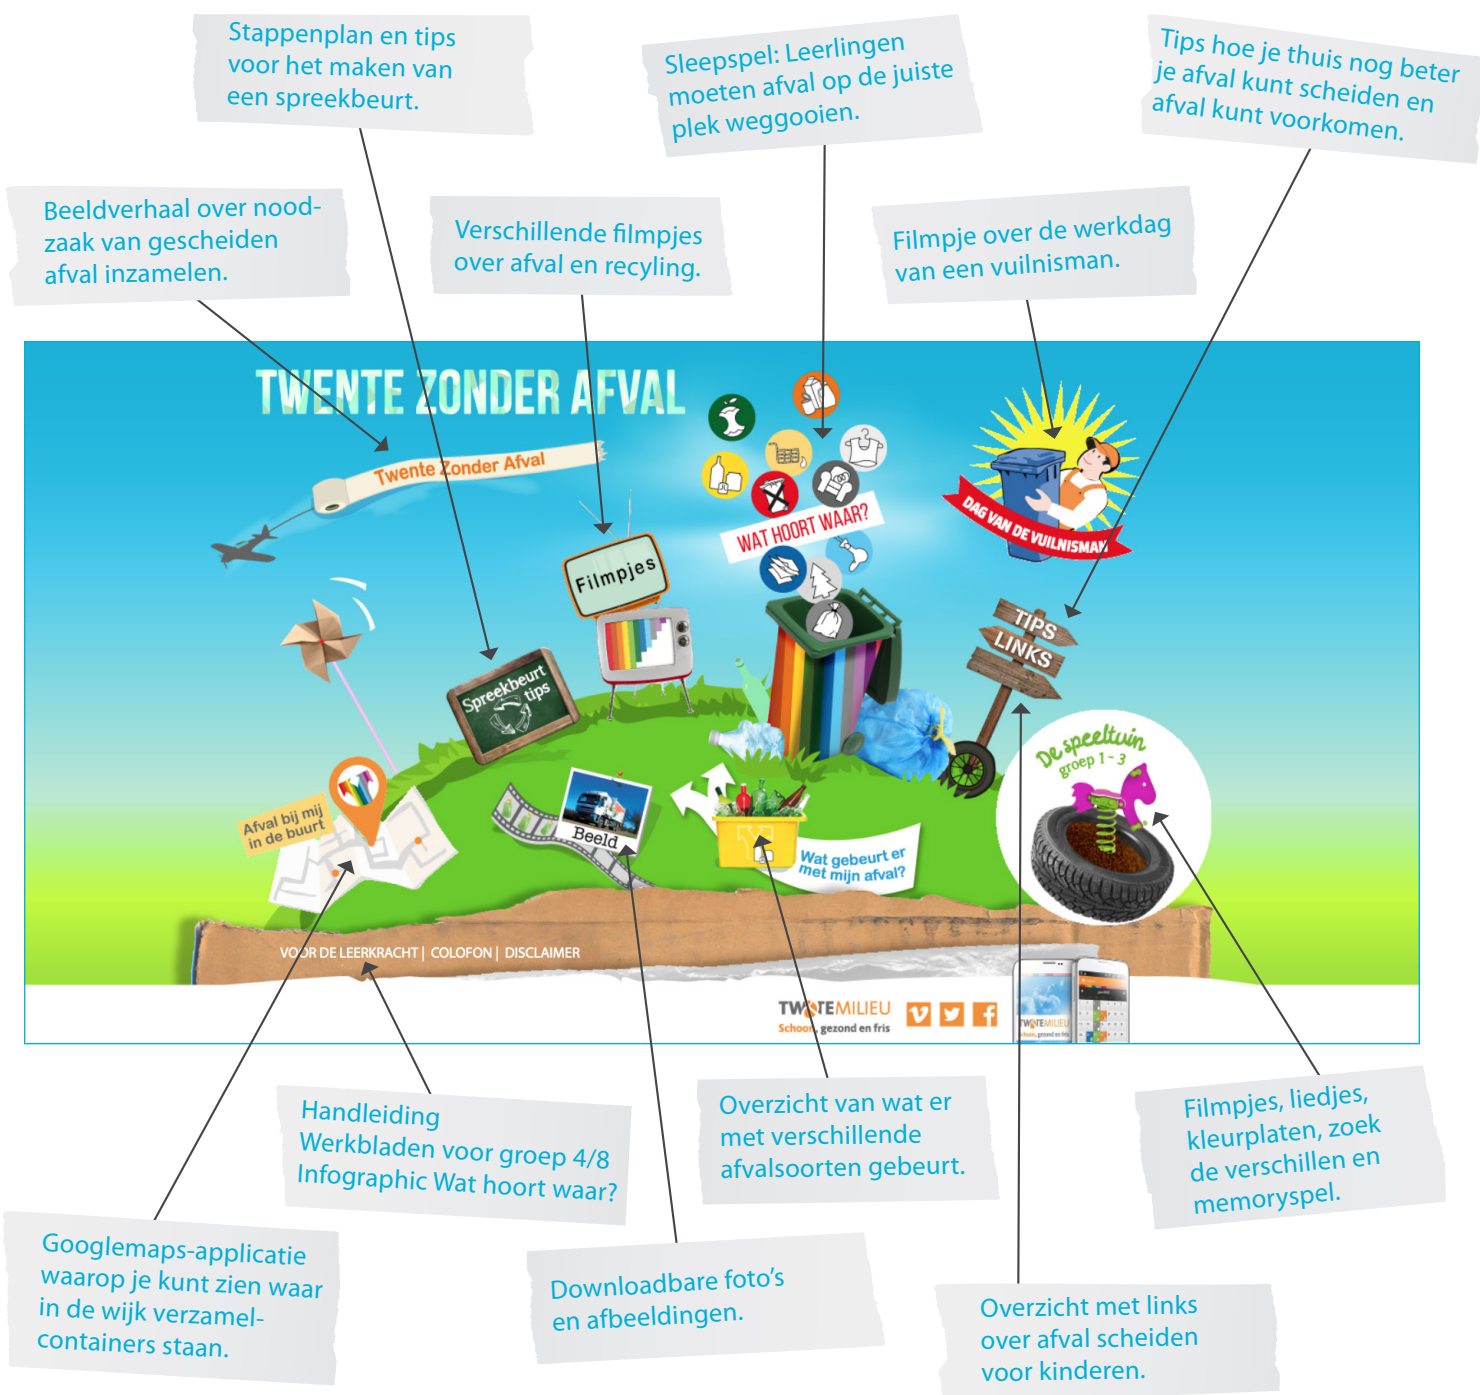 Stappenplan en tips
voor het maken van
een spreekbeurt.
Sleepspel: Leerlingen
moeten afval op de juiste
plek weggooien.
Tips hoe je thuis nog beter
je afval kunt scheiden en
afval kunt voorkomen.
Beeldverhaal over nood-
zaak van gescheiden
afval inzamelen.
Verschillende filmpjes
over afval en recyling.
Filmpje over de werkdag
van een vuilnisman.
TWENTE ZONDER AFVAL
Twente Zonder Afval
WAT HOORT WAAR?
DAG VAN DE VUILNISMAN
Filmpjes
TIPS
LINKS
Spreekbeurt
tips
De speeltuin
groep 1 - 3
Afval bij mij
in de buurt
Beeld
Wat gebeurt er
met mijn afval?
VOOR DE LEERKRACHT | COLOFON | DISCLAIMER
TWENTEMILIEU
Schoon, gezond en fris
TWENTEMILIEU
Schoon, gezond en fris
Handleiding
Werkbladen voor groep 4/8
Infographic Wat hoort waar?
Overzicht van wat er
met verschillende
afvalsoorten gebeurt.
Filmpjes, liedjes,
kleurplaten, zoek
de verschillen en
memoryspel.
Googlemaps-applicatie
waarop je kunt zien waar
in de wijk verzamel-
containers staan.
Downloadbare foto's
en afbeeldingen.
Overzicht met links
over afval scheiden
voor kinderen.